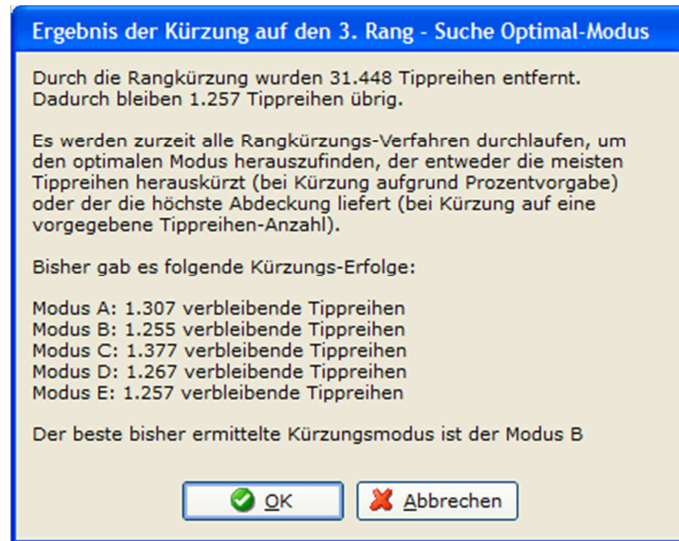 Ergebnis der Kürzung auf den 3. Rang - Suche Optimal-Modus
Durch die Rangkürzung wurden 31.448 Tippreihen entfernt.
Dadurch bleiben 1.257 Tippreihen übrig.
Es werden zurzeit alle Rangkürzungs-Verfahren durchlaufen, um
den optimalen Modus herauszufinden, der entweder die meisten
Tippreihen herauskürzt (bei Kürzung aufgrund Prozentvorgabe)
oder der die höchste Abdeckung liefert (bei Kürzung auf eine
vorgegebene Tippreihen-Anzahl).
Bisher gab es folgende Kürzungs-Erfolge:
Modus A: 1.307 verbleibende Tippreihen
Modus B: 1.255 verbleibende Tippreihen
Modus C: 1.377 verbleibende Tippreihen
Modus D: 1.267 verbleibende Tippreihen
Modus E: 1.257 verbleibende Tippreihen
Der beste bisher ermittelte Kürzungsmodus ist der Modus B
OK
Abbrechen